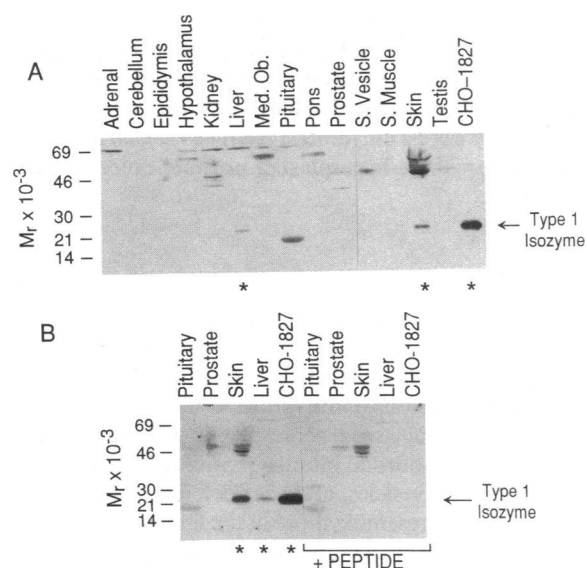 A
Adrenal
Cerebellum
Epididymis
Hypothalamus
Kidney
Liver
Med. Ob.
Pituitary
Pons
Prostate
S. Vesicle
S. Muscle
Skin
Testis
CHO–1827
Mr x 10-3
69 –
46 –
30 –
21 –
14 –
← Type 1
Isozyme
* * *
B
Pituitary
Prostate
Skin
Liver
CHO-1827
Pituitary
Prostate
Skin
Liver
CHO-1827
Mr x 10-3
69 –
46 –
30 –
21 –
14 –
← Type 1
Isozyme
* * *
+ PEPTIDE